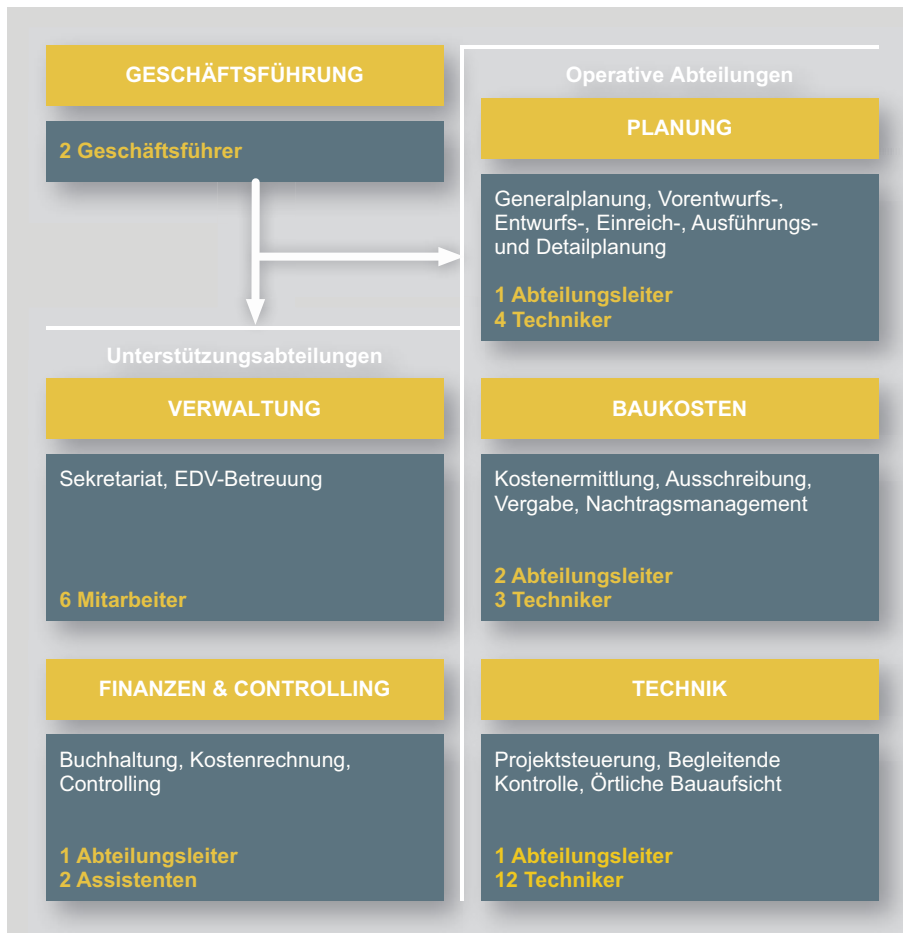 GESCHÄFTSFÜHRUNG
2 Geschäftsführer
Operative Abteilungen
PLANUNG
Generalplanung, Vorentwurfs-,
Entwurfs-, Einreich-, Ausführungs-
und Detailplanung
1 Abteilungsleiter
4 Techniker
Unterstützungsabteilungen
VERWALTUNG
Sekretariat, EDV-Betreuung
6 Mitarbeiter
BAUKOSTEN
Kostenermittlung, Ausschreibung,
Vergabe, Nachtragsmanagement
2 Abteilungsleiter
3 Techniker
FINANZEN & CONTROLLING
Buchhaltung, Kostenrechnung,
Controlling
1 Abteilungsleiter
2 Assistenten
TECHNIK
Projektsteuerung, Begleitende
Kontrolle, Örtliche Bauaufsicht
1 Abteilungsleiter
12 Techniker